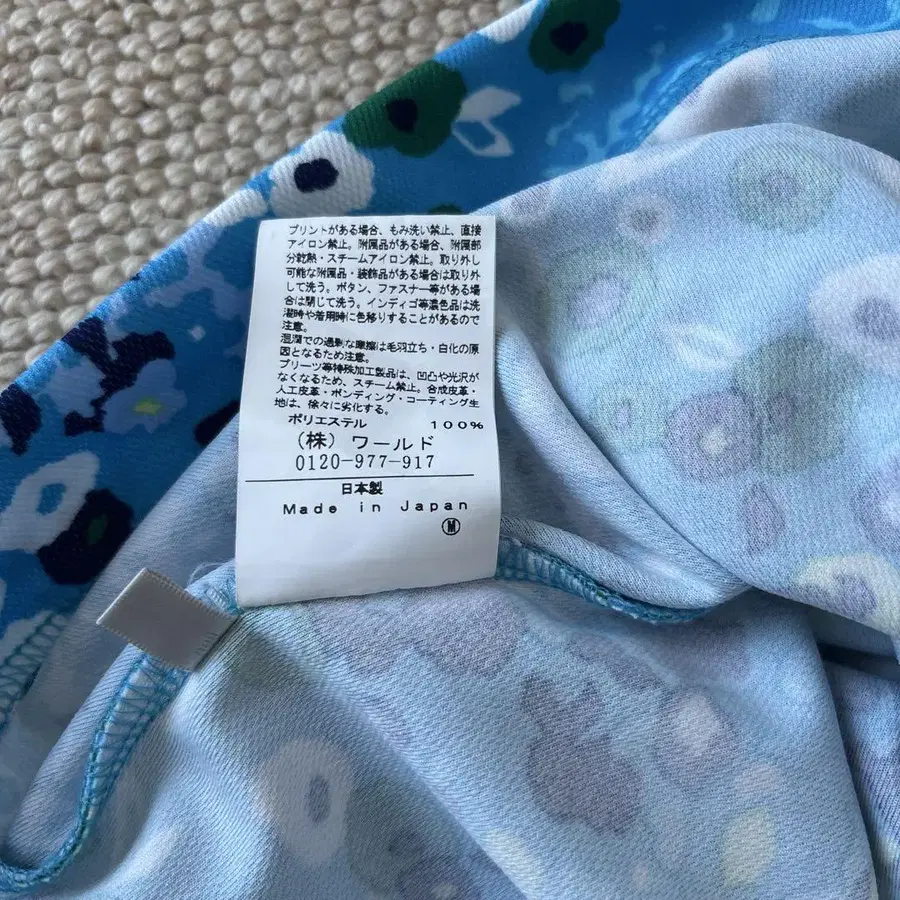 プリントがある場合、もみ洗い禁止、直接
アイロン禁止。附属品がある場合、附属部
分乾熱・スチームアイロン禁止。取り外し
可能な附属品・装飾品がある場合は取り外
して洗う。ボタン、ファスナー等がある場
合は閉じて洗う。インディゴ等濃色品は洗
濯時や着用時に色移りすることがあるので
注意。
湿潤での過剰な摩擦は毛羽立ち・白化の原
因となるため注意。
プリーツ等特殊加工製品は、凹凸や光沢が
なくなるため、スチーム禁止。合成皮革・
人工皮革・ボンディング・コーティング生
地は、徐々に劣化する。
ポリエステル 100%
(株)ワールド
0120-977-917
日本製
Made in Japan
Ⓜ